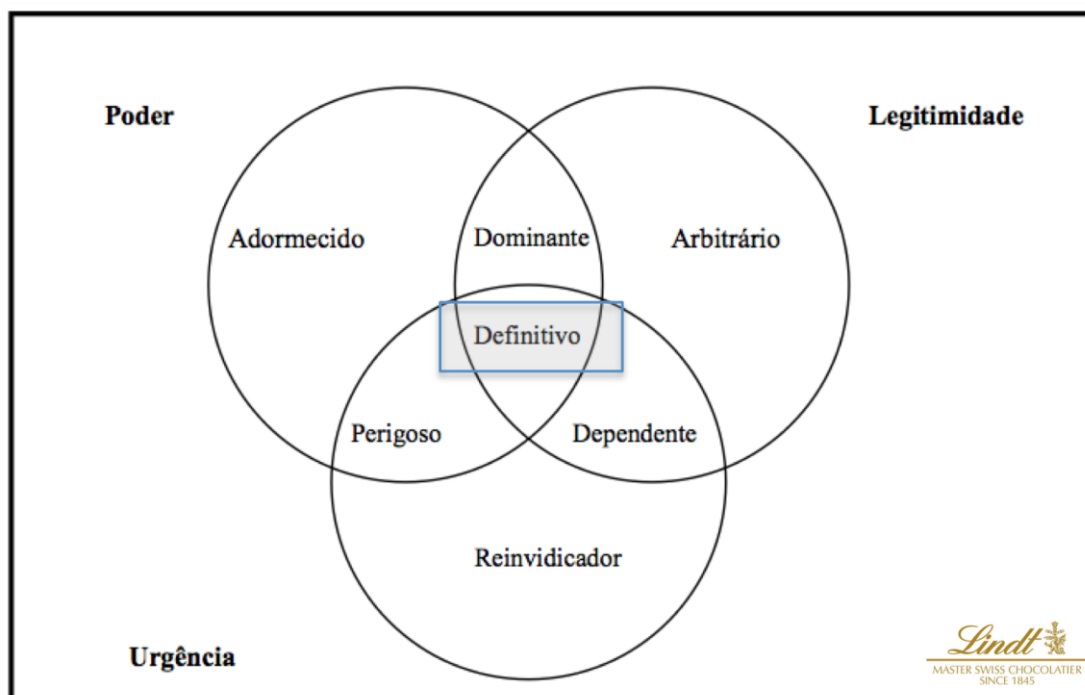 Poder
Legitimidade
Adormecido
Dominante
Arbitrário
Definitivo
Perigoso
Dependente
Reinvidicador
Urgência
Lindt
MASTER SWISS CHOCOLATIER
SINCE 1845